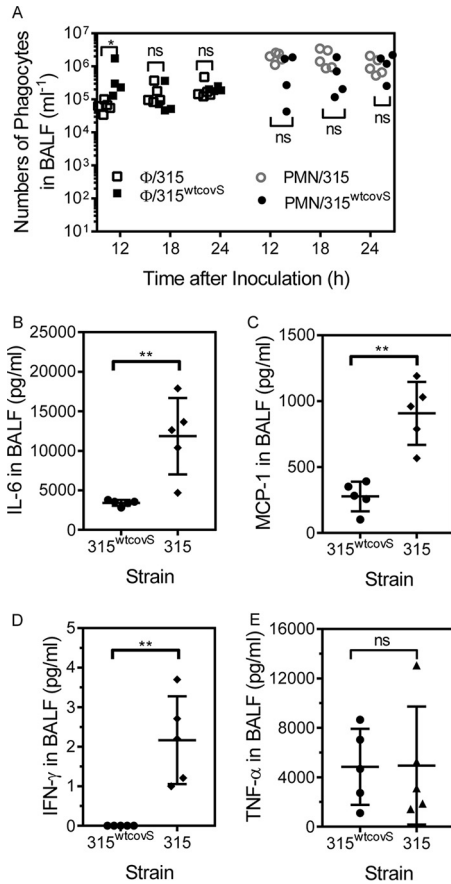 A
Numbers of Phagocytes
in BALF (ml⁻¹)
10⁷
10⁶
10⁵
10⁴
10³
10²
10¹
*
ns
ns
ns
ns
ns
Φ/315
Φ/315ʷᵗᶜᵒᵛˢ
PMN/315
PMN/315ʷᵗᶜᵒᵛˢ
12 18 24 12 18 24
Time after Inoculation (h)
B
IL-6 in BALF (pg/ml)
25000
20000
15000
10000
5000
0
**
315ʷᵗᶜᵒᵛˢ 315
Strain
C
MCP-1 in BALF (pg/ml)
1500
1000
500
0
**
315ʷᵗᶜᵒᵛˢ 315
Strain
D
IFN-γ in BALF (pg/ml)
5
4
3
2
1
0
**
315ʷᵗᶜᵒᵛˢ 315
Strain
E
TNF-α in BALF (pg/ml)
16000
12000
8000
4000
0
ns
315ʷᵗᶜᵒᵛˢ 315
Strain